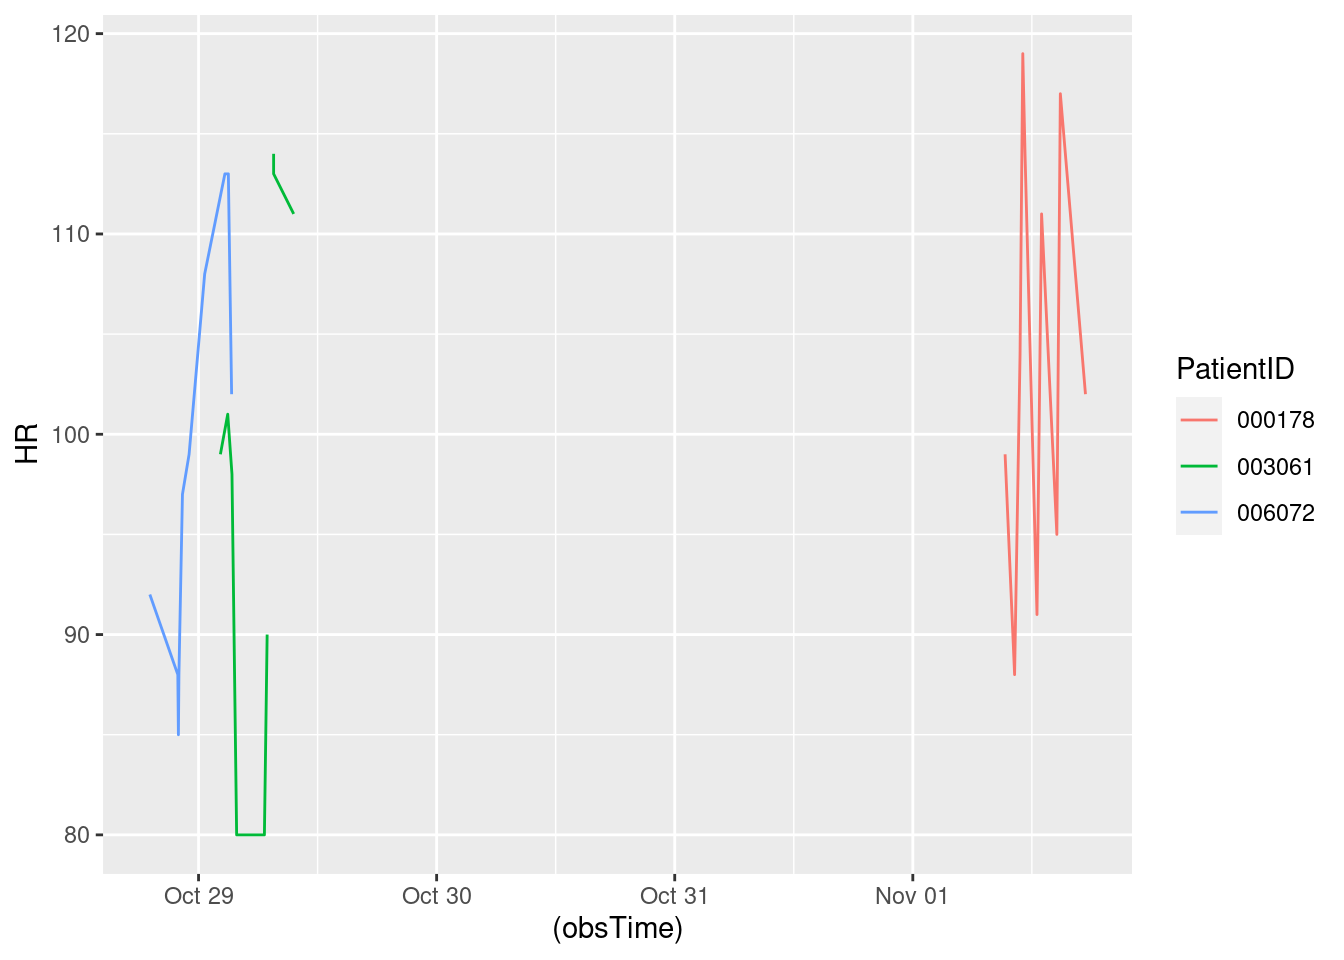 120
110
100
90
80
HR
Oct 29
Oct 30
Oct 31
Nov 01
(obsTime)
PatientID
000178
003061
006072